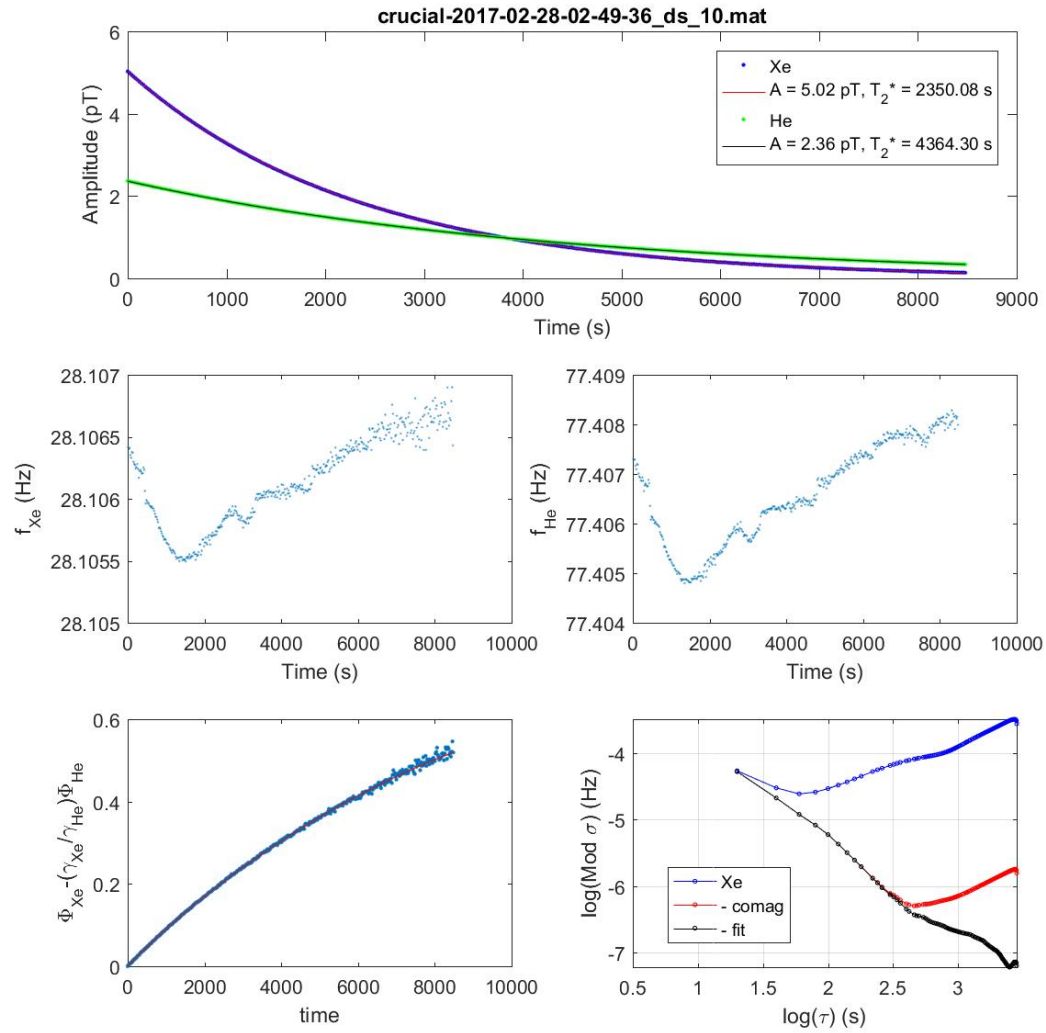 crucial-2017-02-28-02-49-36_ds_10.mat
6
4
2
0
Amplitude (pT)
Xe
A = 5.02 pT, T2* = 2350.08 s
He
A = 2.36 pT, T2* = 4364.30 s
0 1000 2000 3000 4000 5000 6000 7000 8000 9000
Time (s)
28.107
28.1065
28.106
28.1055
28.105
fXe (Hz)
0 2000 4000 6000 8000 10000
Time (s)
77.409
77.408
77.407
77.406
77.405
77.404
fHe (Hz)
0 2000 4000 6000 8000 10000
Time (s)
0.6
0.4
0.2
0
ΦXe-(γXe/γHe)ΦHe
0 2000 4000 6000 8000 10000
time
-4
-5
-6
-7
log(Mod σ) (Hz)
Xe
- comag
- fit
0.5 1 1.5 2 2.5 3
log(τ) (s)